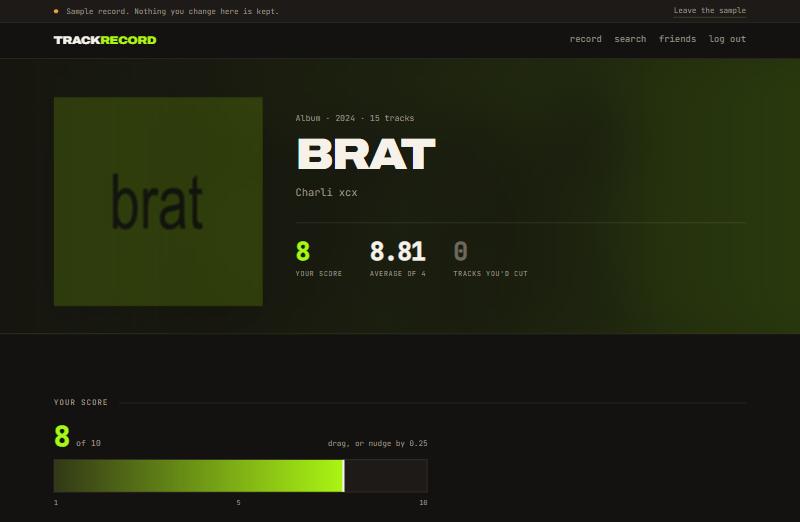 Sample record. Nothing you change here is kept.
Leave the sample
TRACKRECORD
record search friends log out
brat
Album · 2024 · 15 tracks
BRAT
Charli xcx
8
YOUR SCORE
8.81
AVERAGE OF 4
0
TRACKS YOU'D CUT
YOUR SCORE
8 of 10
drag, or nudge by 0.25
1 5 10